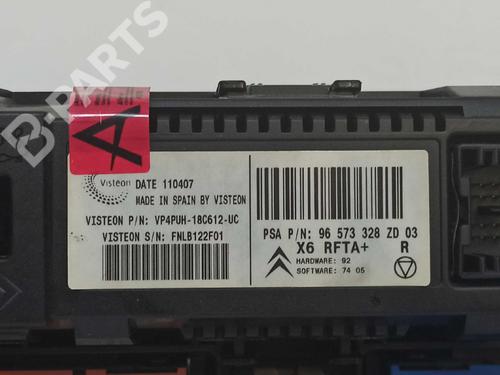 B-PARTS
A
Visteon
DATE 110407
MADE IN SPAIN BY VISTEON
VISTEON P/N: VP4PUH-18C612-UC
VISTEON S/N: FNLB122F01
PSA P/N: 96 573 328 ZD 03
X6 RFTA+ R
HARDWARE: 92
SOFTWARE: 74 05